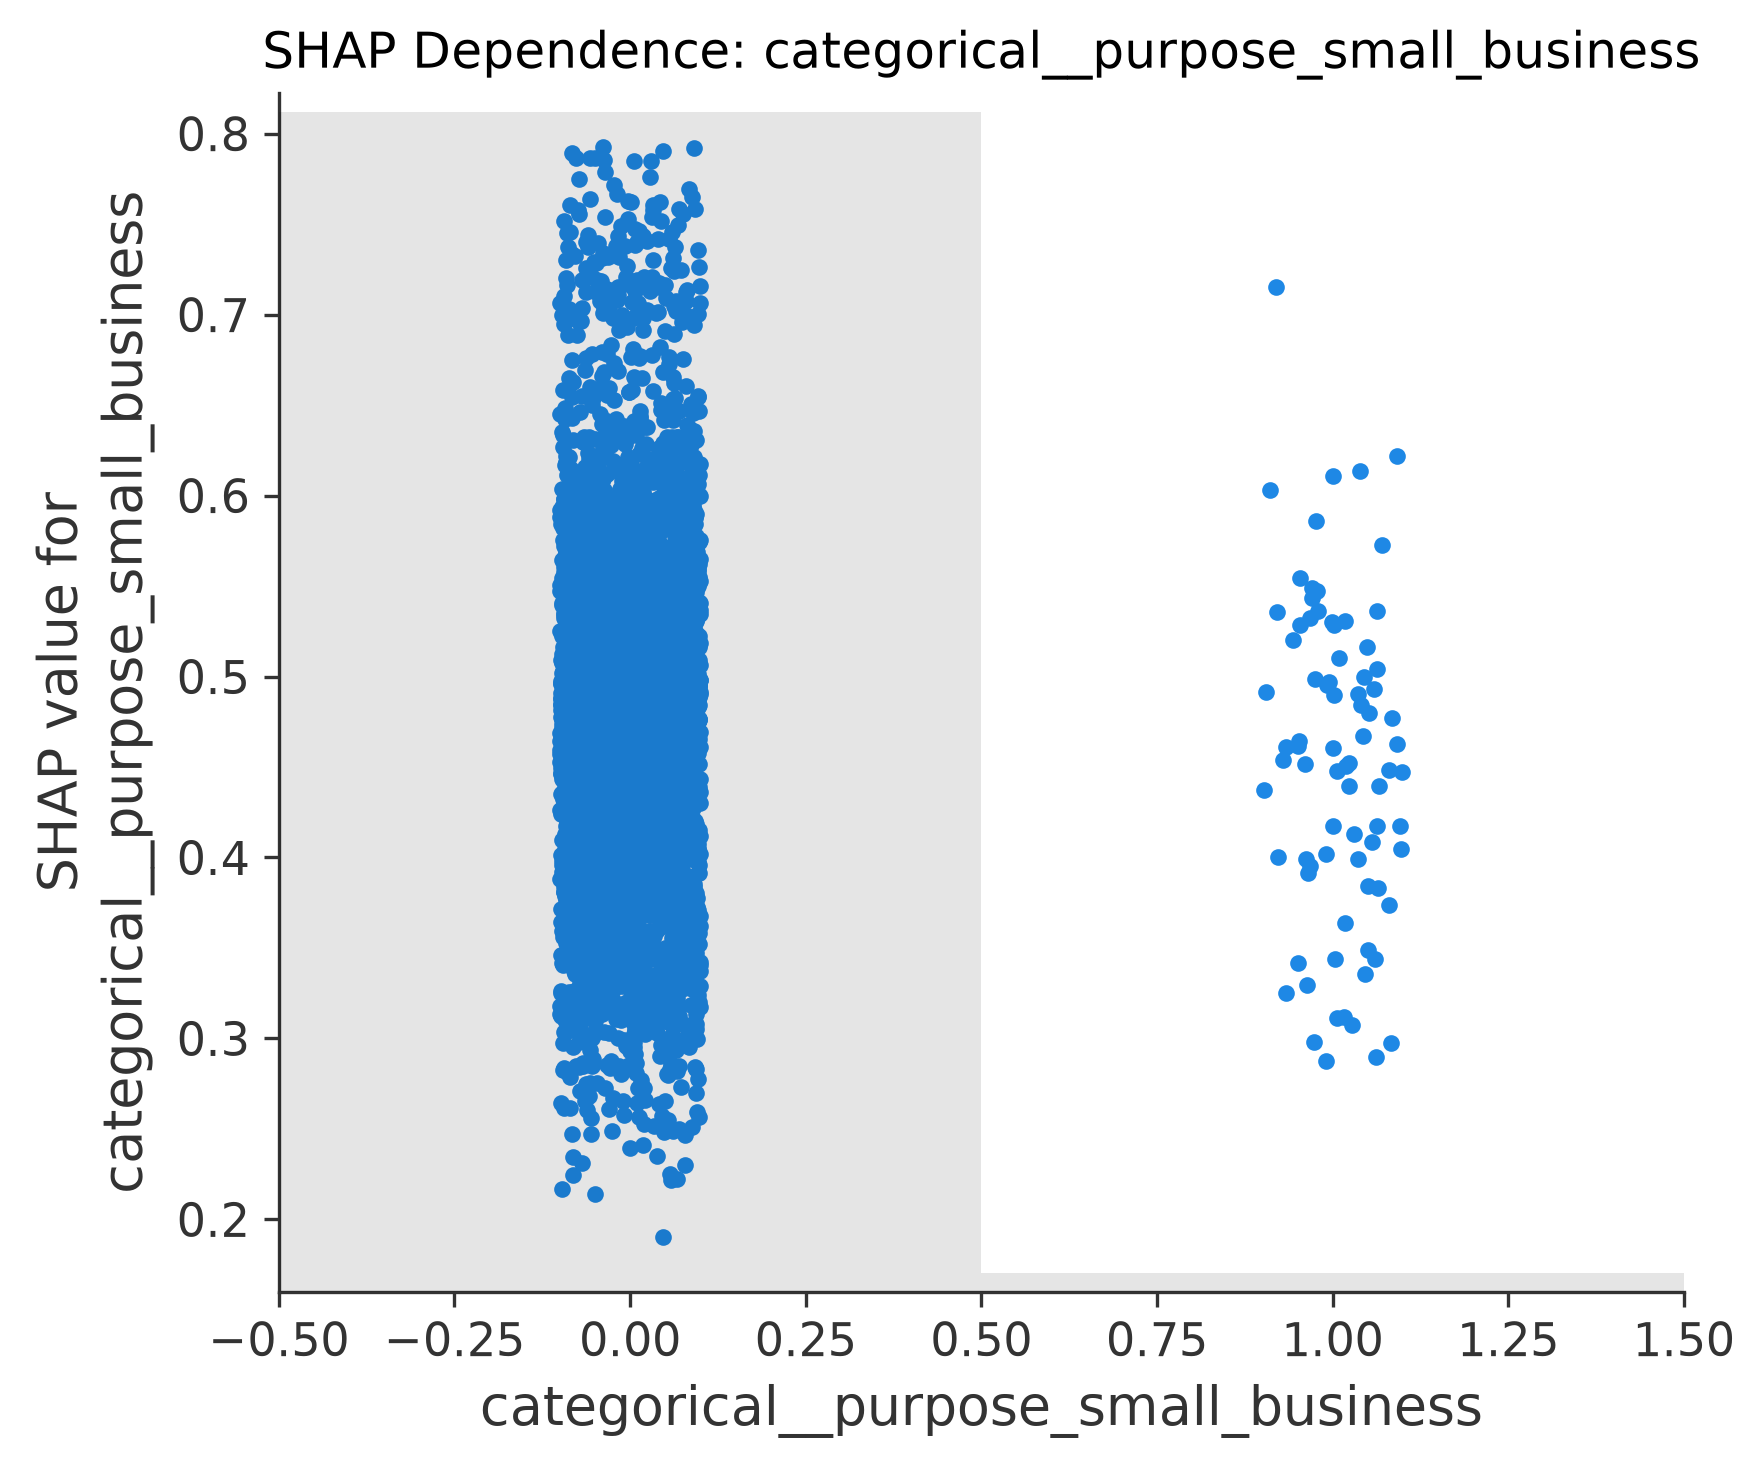 SHAP Dependence: categorical__purpose_small_business
SHAP value for
categorical__purpose_small_business
0.8
0.7
0.6
0.5
0.4
0.3
0.2
−0.50 −0.25 0.00 0.25 0.50 0.75 1.00 1.25 1.50
categorical__purpose_small_business